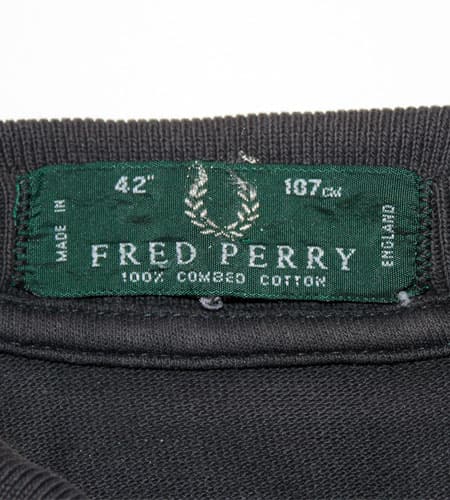 42" 107cm
MADE IN
ENGLAND
FRED PERRY
100% COMBED COTTON